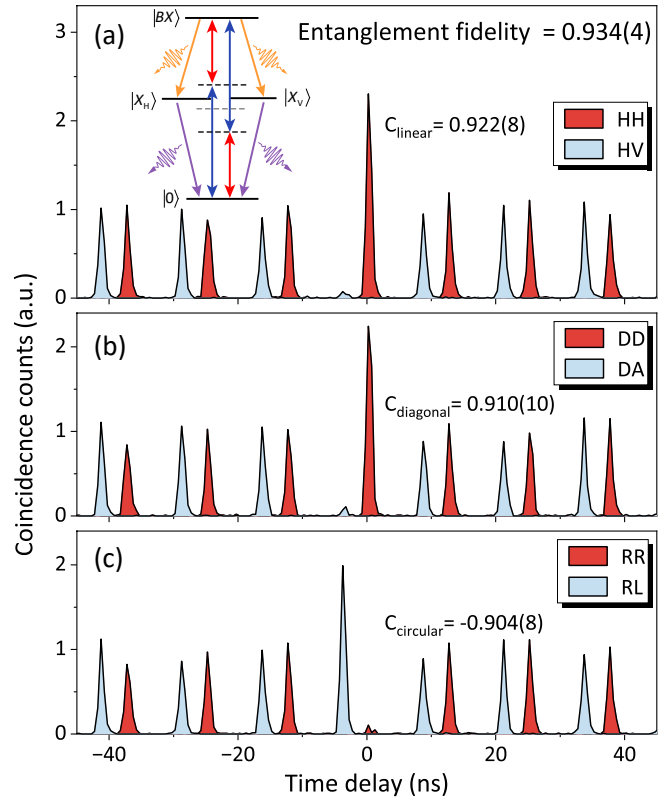 (a)
Entanglement fidelity = 0.934(4)
|BX⟩
|X_H⟩
|X_V⟩
|0⟩
C_linear = 0.922(8)
HH
HV
3
2
1
0
(b)
DD
DA
C_diagonal = 0.910(10)
2
1
0
Coincidecnce counts (a.u.)
(c)
RR
RL
C_circular = -0.904(8)
2
1
0
−40 −20 0 20 40
Time delay (ns)